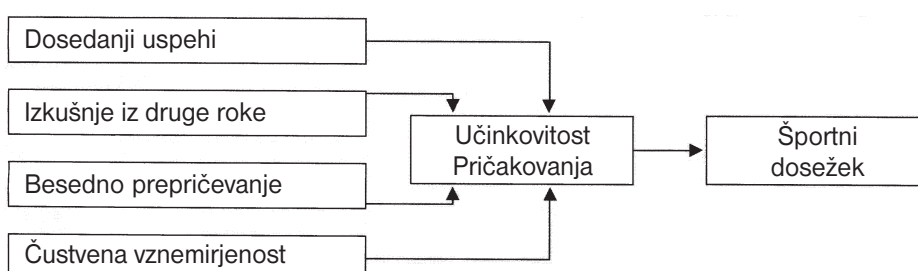 Dosedanji uspehi
Izkušnje iz druge roke
Besedno prepričevanje
Čustvena vznemirjenost
Učinkovitost
Pričakovanja
Športni
dosežek